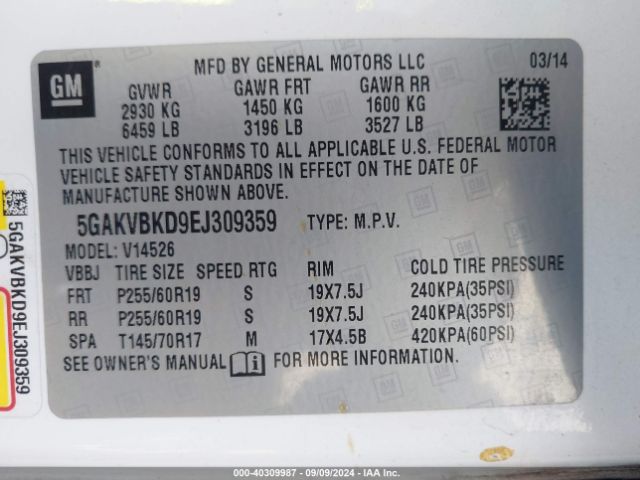 GM
MFD BY GENERAL MOTORS LLC 03/14
GVWR GAWR FRT GAWR RR
2930 KG 1450 KG 1600 KG
6459 LB 3196 LB 3527 LB
THIS VEHICLE CONFORMS TO ALL APPLICABLE U.S. FEDERAL MOTOR
VEHICLE SAFETY STANDARDS IN EFFECT ON THE DATE OF
MANUFACTURE SHOWN ABOVE.
5GAKVBKD9EJ309359 TYPE: M.P.V.
MODEL: V14526
VBBJ TIRE SIZE SPEED RTG RIM COLD TIRE PRESSURE
FRT P255/60R19 S 19X7.5J 240KPA(35PSI)
RR P255/60R19 S 19X7.5J 240KPA(35PSI)
SPA T145/70R17 M 17X4.5B 420KPA(60PSI)
SEE OWNER'S MANUAL FOR MORE INFORMATION.
5GAKVBKD9EJ309359
000-40309987 - 09/09/2024 - IAA Inc.